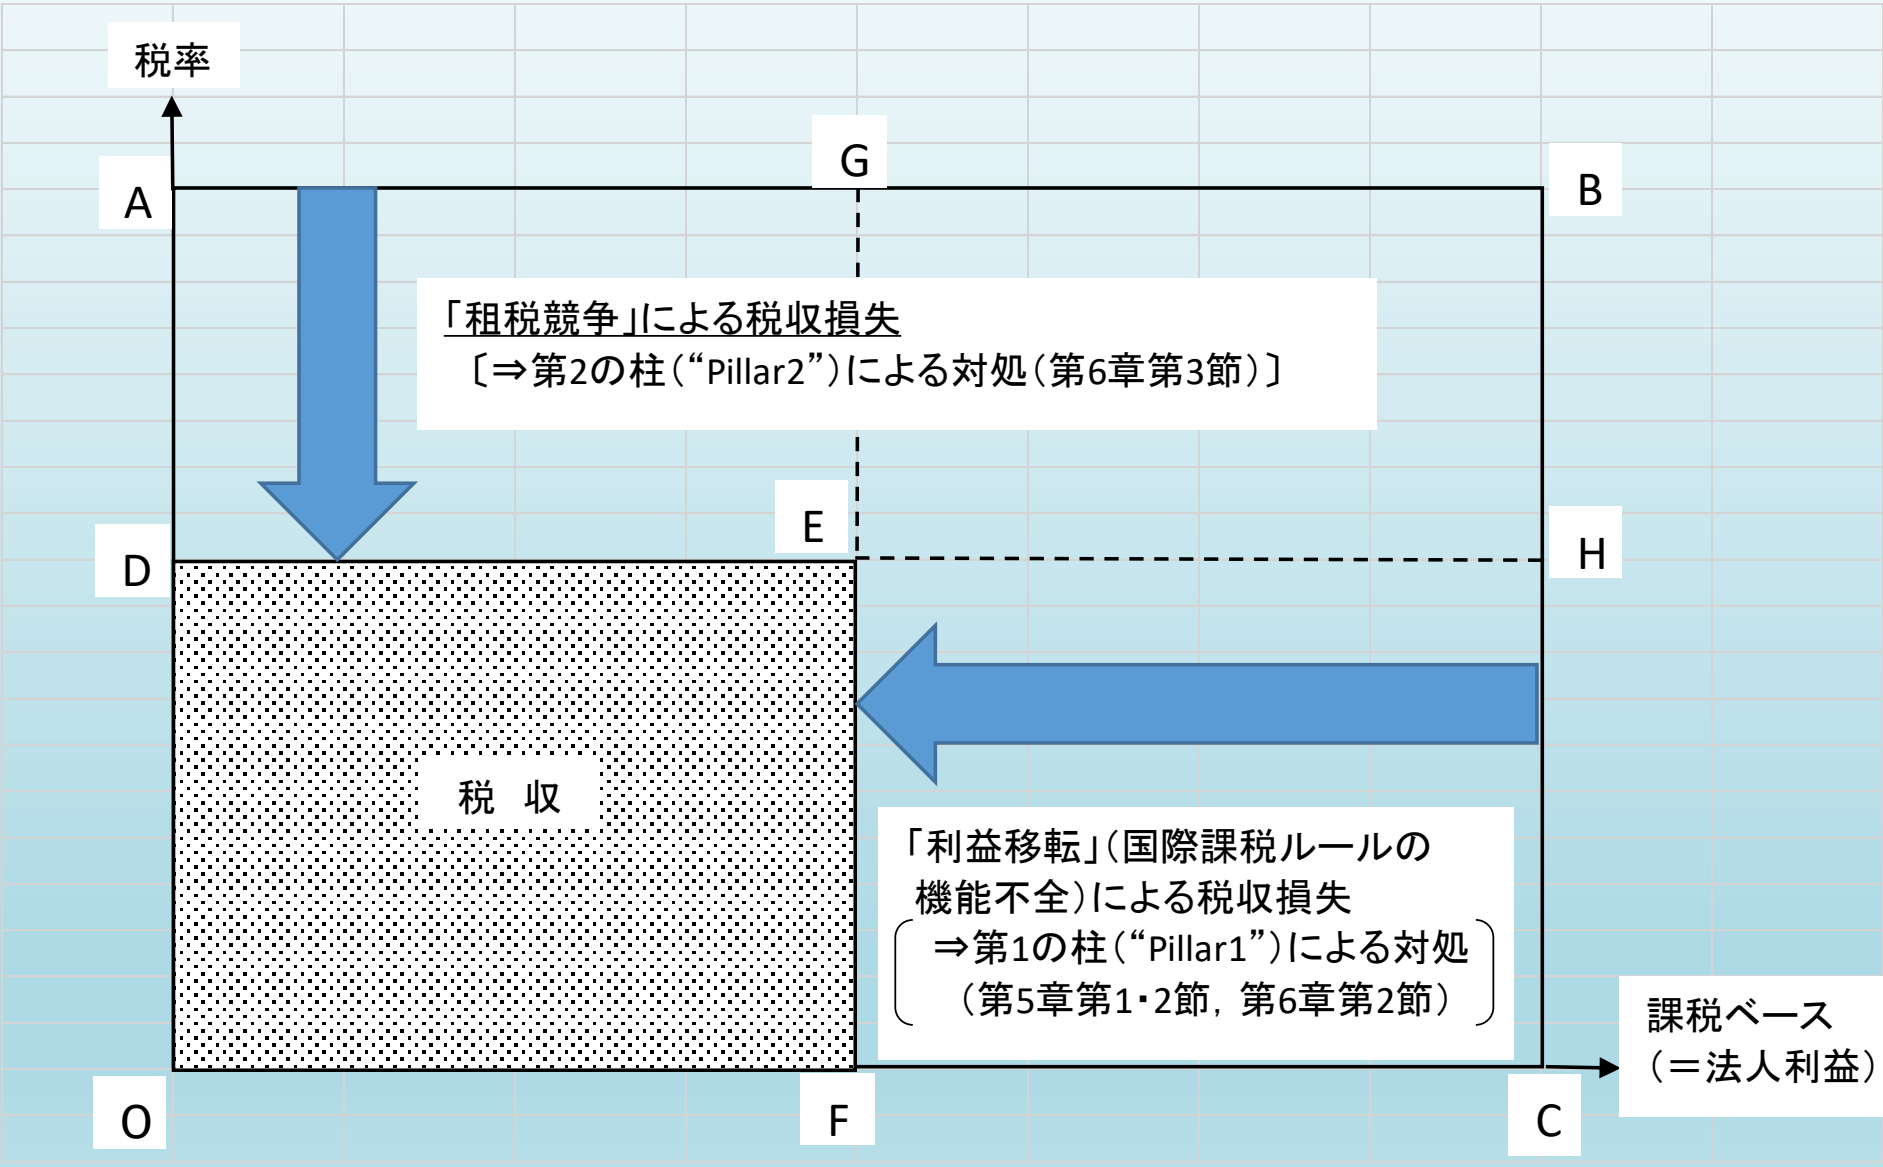 税率
A
G
B
「租税競争」による税収損失
〔⇒第2の柱(“Pillar2”)による対処(第6章第3節)〕
D
E
H
税　収
「利益移転」(国際課税ルールの
機能不全)による税収損失
⇒第1の柱(“Pillar1”)による対処
(第5章第1・2節，第6章第2節)
課税ベース
(＝法人利益)
O
F
C